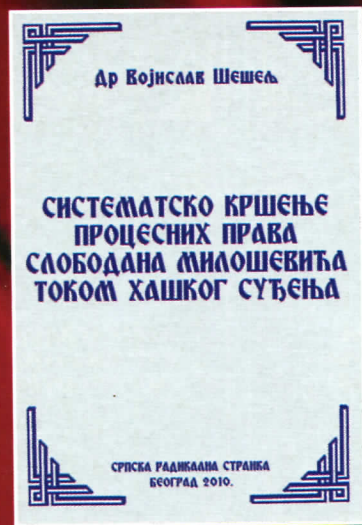 Др Војислав Шешељ
СИСТЕМАТСКО КРШЕЊЕ
ПРОЦЕСНИХ ПРАВА
СЛОБОДАНА МИЛОШЕВИЋА
ТОКОМ ХАШКОГ СУЂЕЊА
СРПСКА РАДИКАЛНА СТРАНКА
БЕОГРАД 2010.